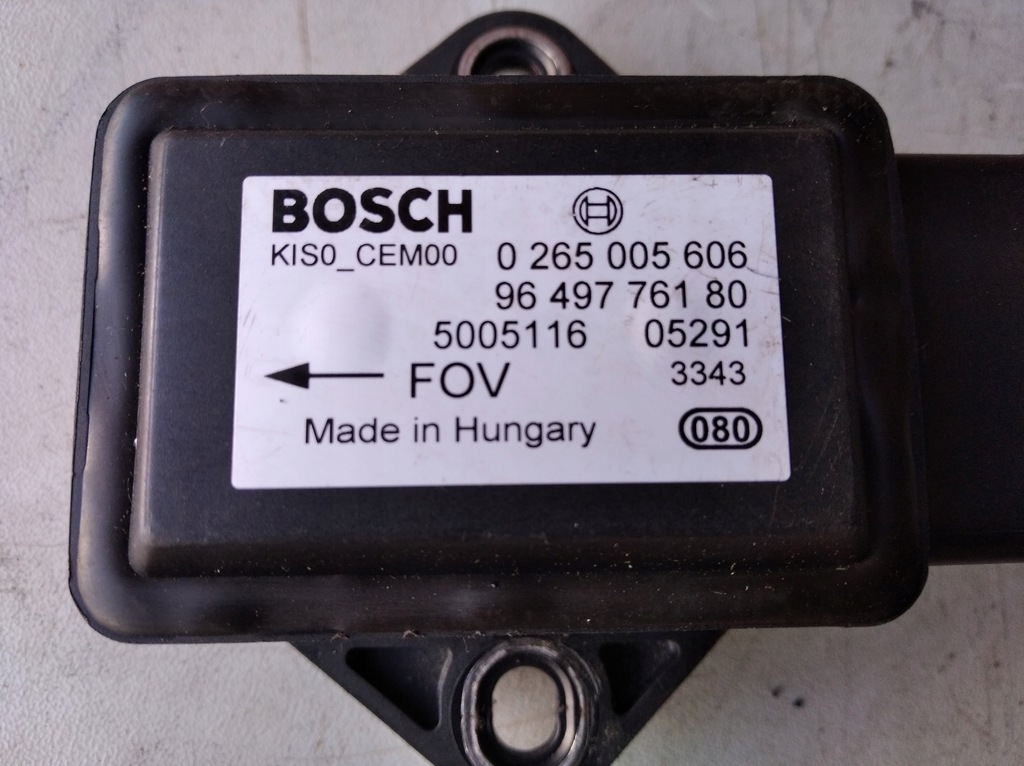 BOSCH
KIS0_CEM00 0 265 005 606
96 497 761 80
5005116 05291
FOV 3343
Made in Hungary 080